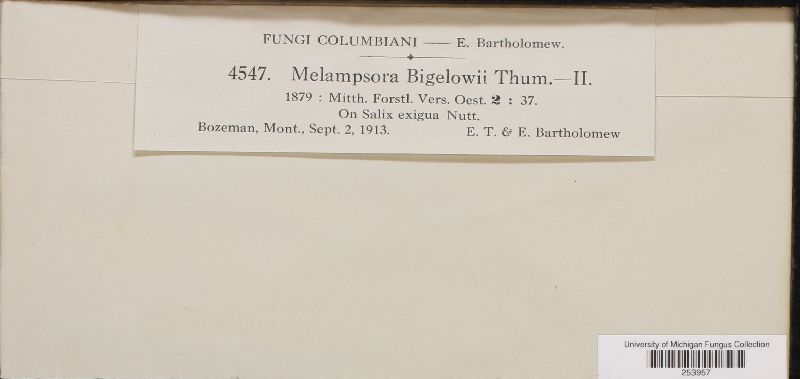 FUNGI COLUMBIANI — E. Bartholomew.
4547. Melampsora Bigelowii Thum.—II.
1879 : Mitth. Forstl. Vers. Oest. 2 : 37.
On Salix exigua Nutt.
Bozeman, Mont., Sept. 2, 1913. E. T. & E. Bartholomew
University of Michigan Fungus Collection
253957